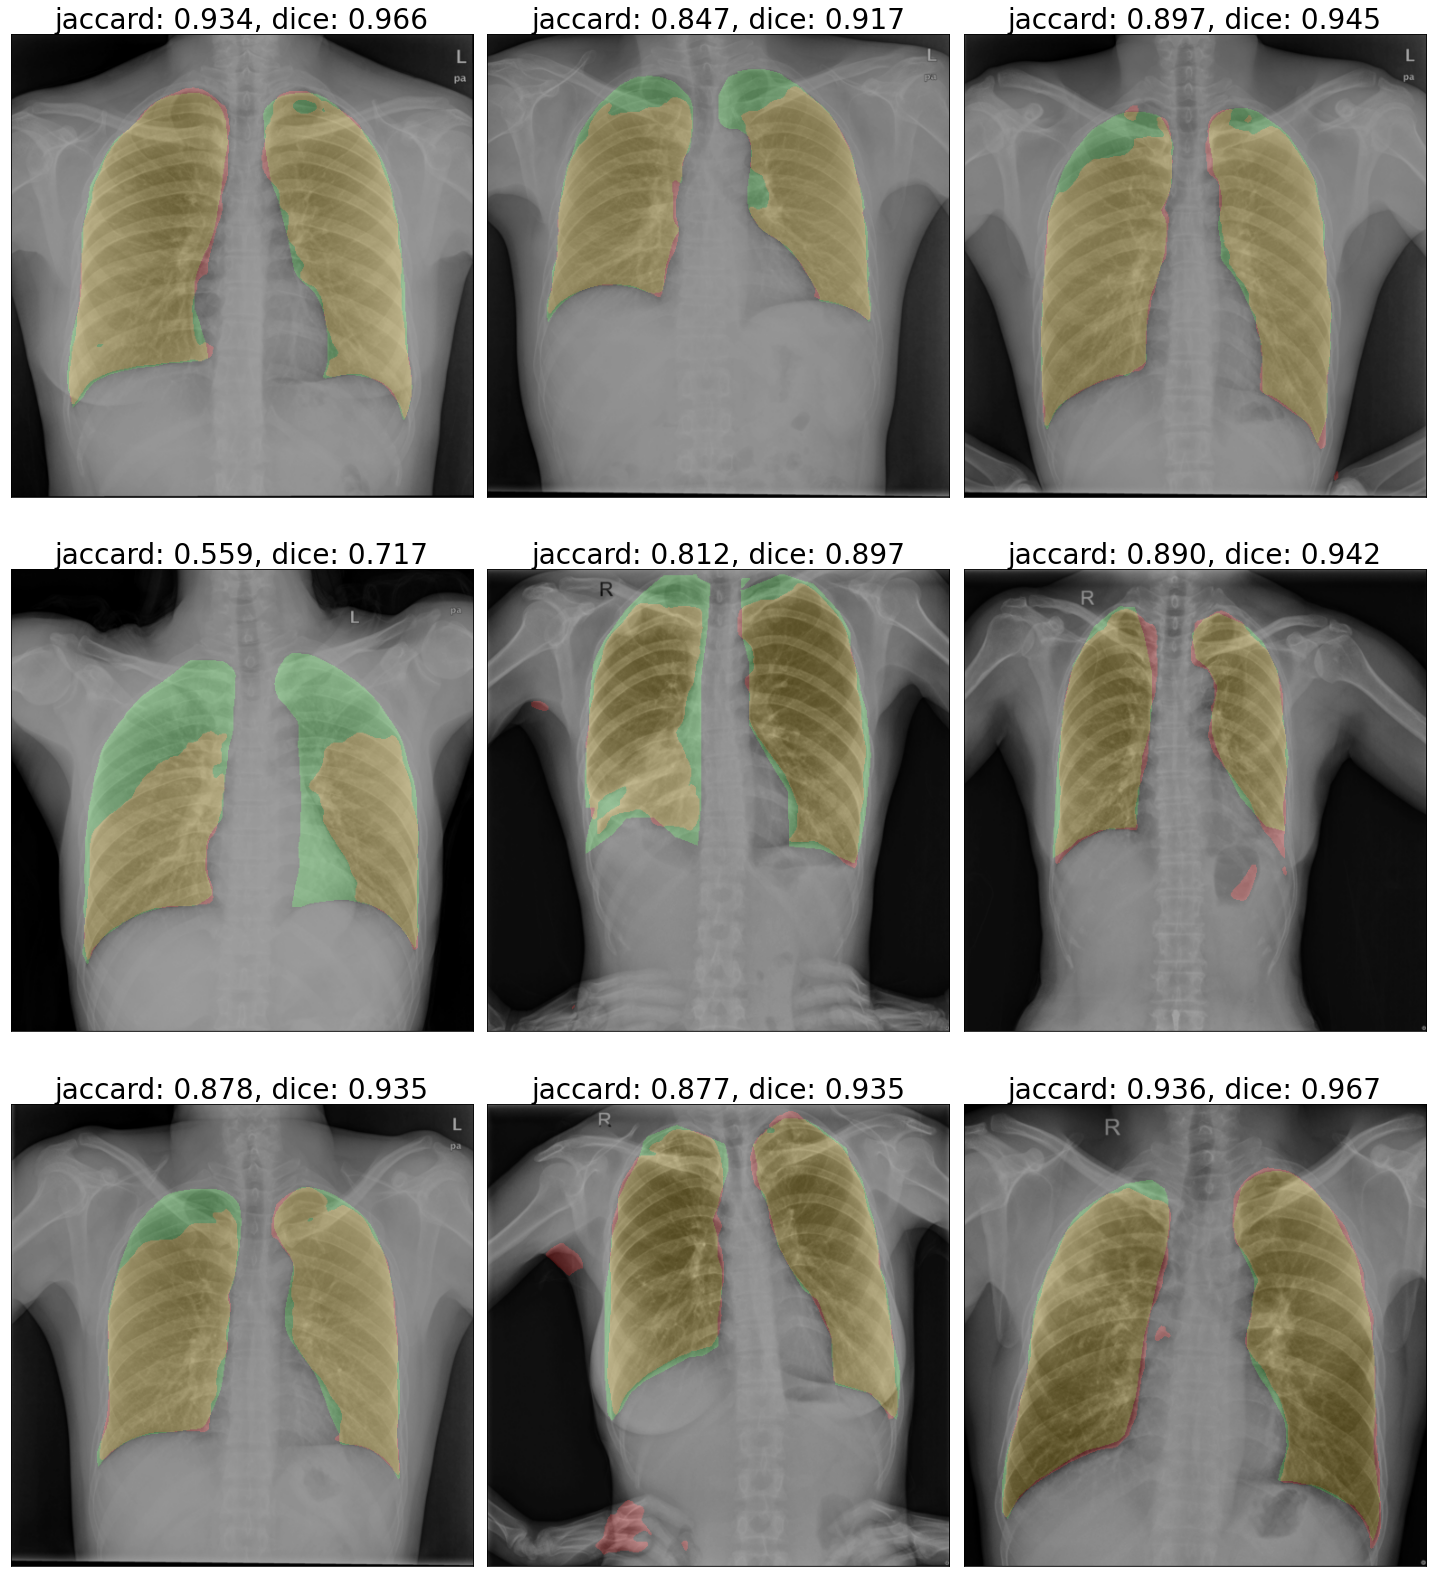 jaccard: 0.934, dice: 0.966
jaccard: 0.847, dice: 0.917
jaccard: 0.897, dice: 0.945
L
pa
L
pa
L
pa
jaccard: 0.559, dice: 0.717
jaccard: 0.812, dice: 0.897
jaccard: 0.890, dice: 0.942
L
pa
R
R
jaccard: 0.878, dice: 0.935
jaccard: 0.877, dice: 0.935
jaccard: 0.936, dice: 0.967
L
pa
R
R